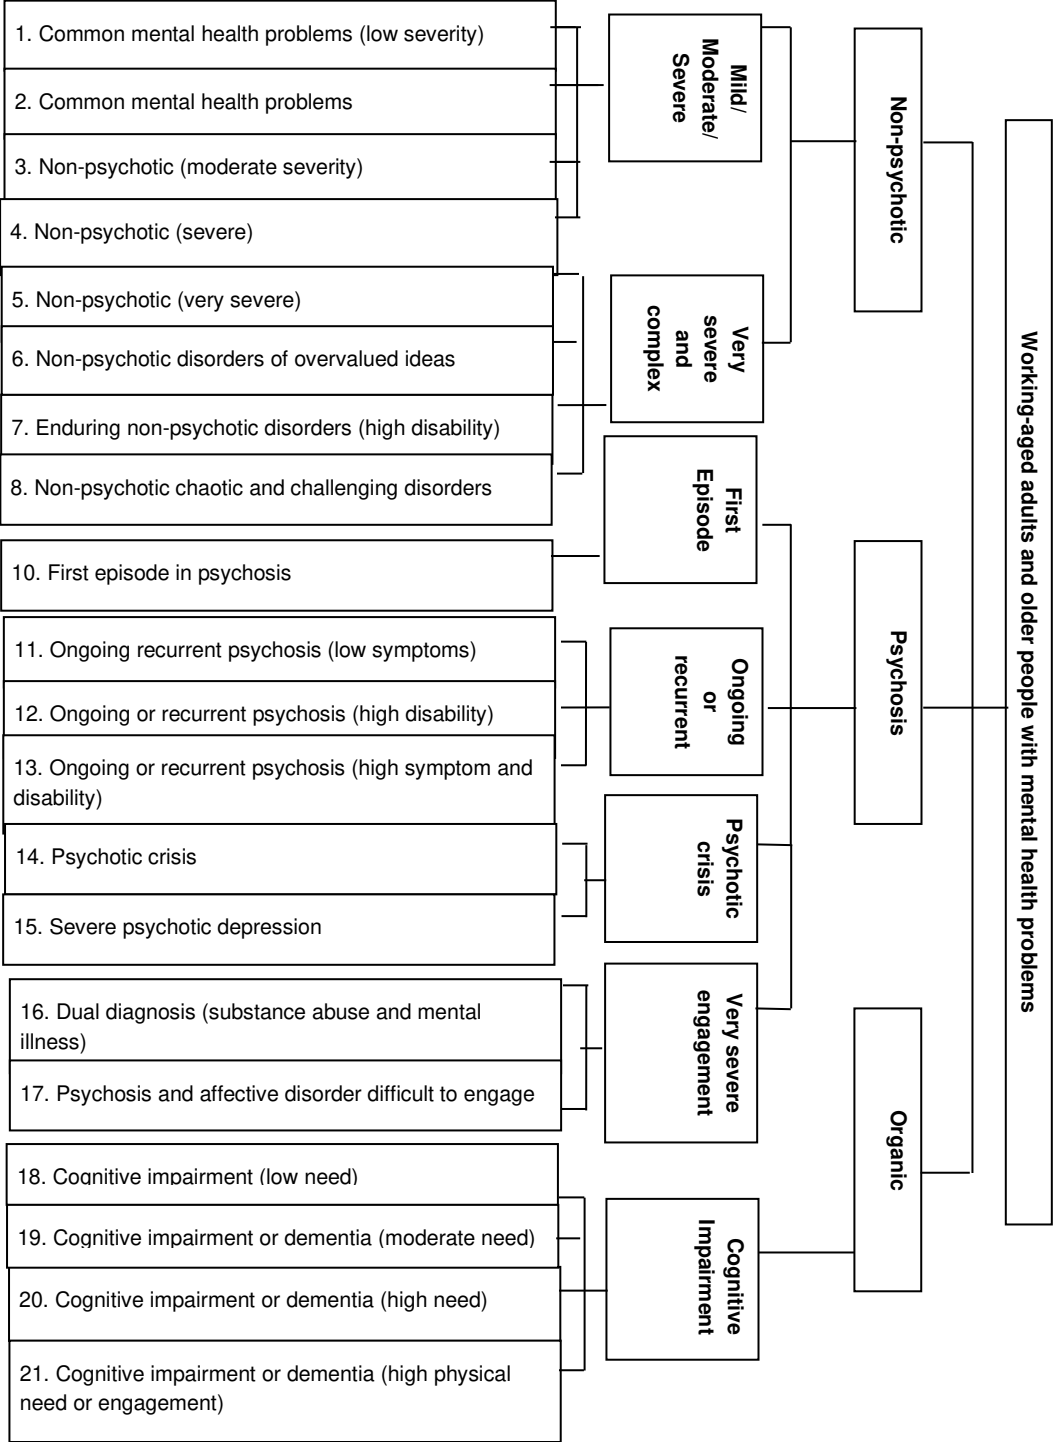 1. Common mental health problems (low severity)
2. Common mental health problems
3. Non-psychotic (moderate severity)
4. Non-psychotic (severe)
5. Non-psychotic (very severe)
6. Non-psychotic disorders of overvalued ideas
7. Enduring non-psychotic disorders (high disability)
8. Non-psychotic chaotic and challenging disorders
10. First episode in psychosis
11. Ongoing recurrent psychosis (low symptoms)
12. Ongoing or recurrent psychosis (high disability)
13. Ongoing or recurrent psychosis (high symptom and
disability)
14. Psychotic crisis
15. Severe psychotic depression
16. Dual diagnosis (substance abuse and mental
illness)
17. Psychosis and affective disorder difficult to engage
18. Cognitive impairment (low need)
19. Cognitive impairment or dementia (moderate need)
20. Cognitive impairment or dementia (high need)
21. Cognitive impairment or dementia (high physical
need or engagement)
Mild/
Moderate/
Severe
Very
severe
and
complex
First
Episode
Ongoing
or
recurrent
Psychotic
crisis
Very severe
engagement
Cognitive
Impairment
Non-psychotic
Psychosis
Organic
Working-aged adults and older people with mental health problems